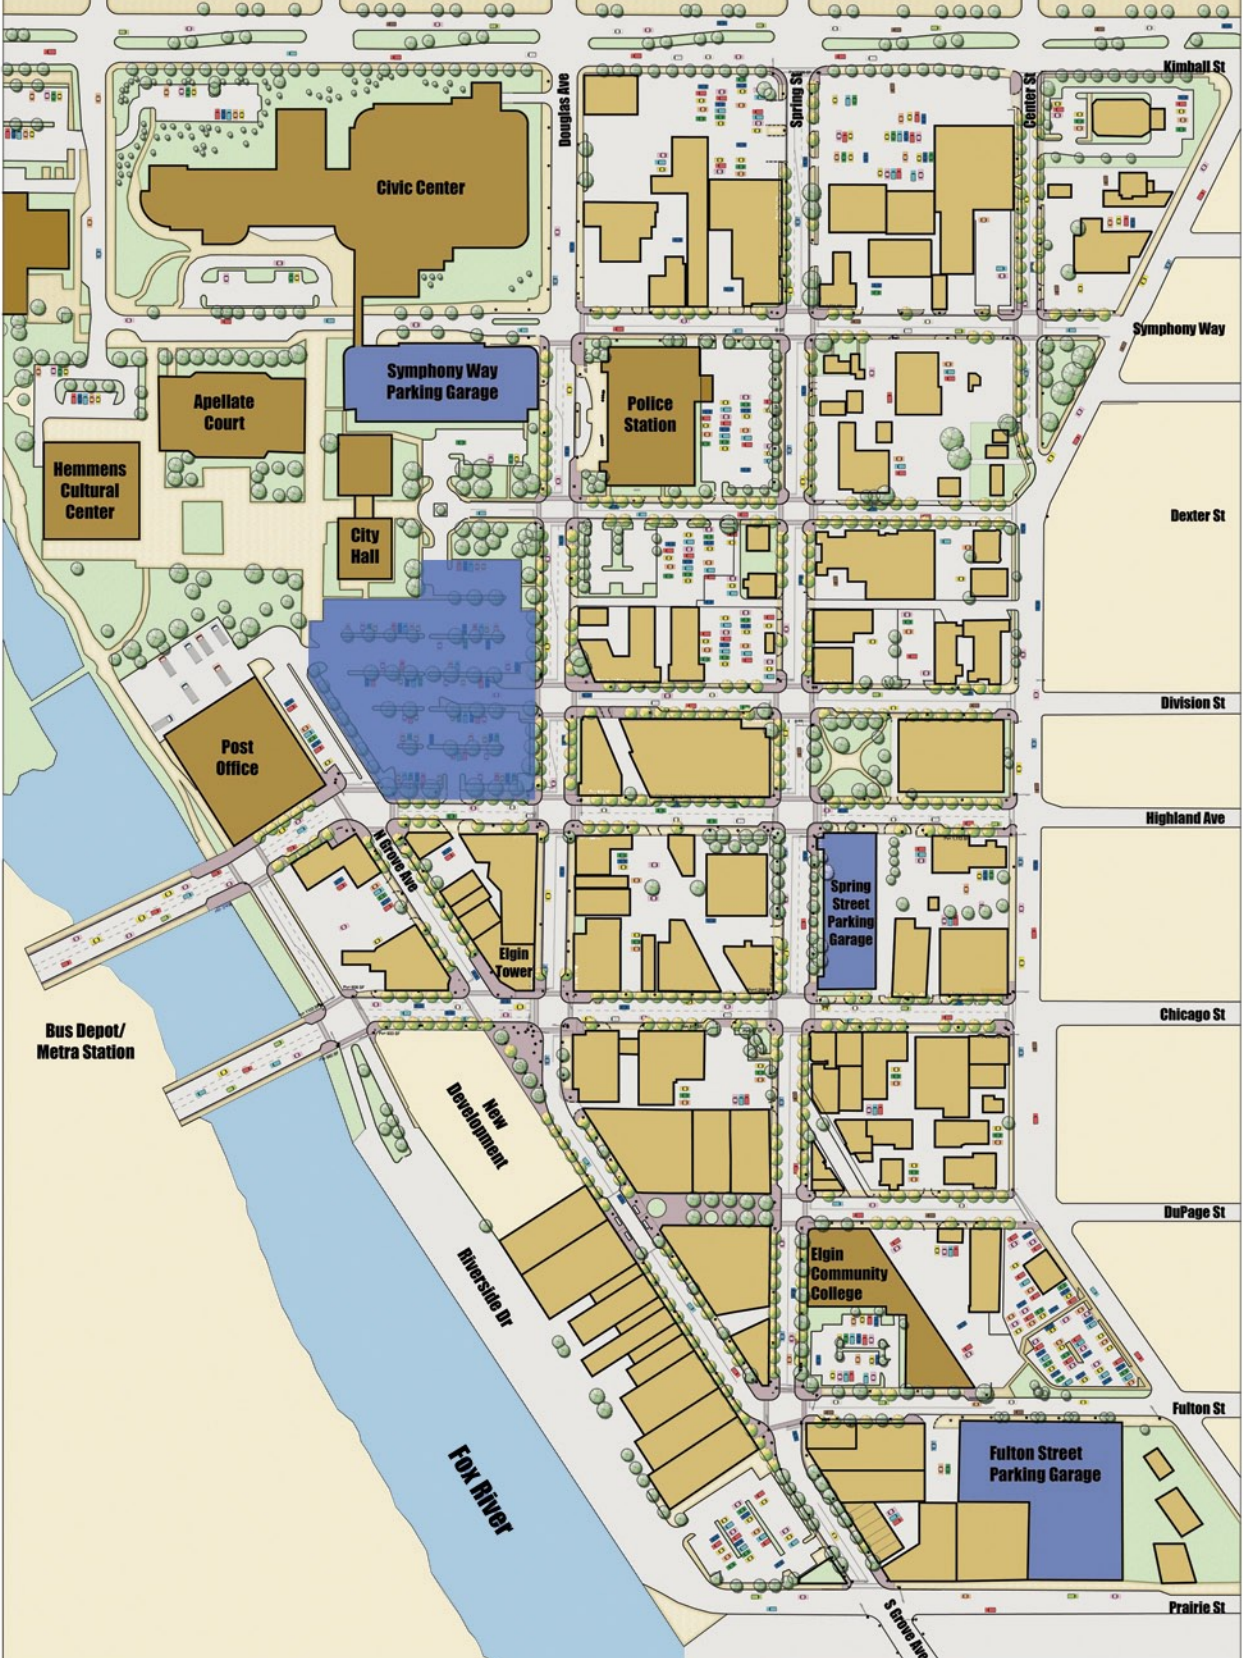 Kimball St
Douglas Ave
Spring St
Center St
Civic Center
Symphony Way
Symphony Way
Parking Garage
Apellate
Court
Police
Station
Hemmens
Cultural
Center
City
Hall
Dexter St
Division St
Post
Office
Highland Ave
N Grove Ave
Spring
Street
Parking
Garage
Elgin
Tower
Chicago St
Bus Depot/
Metra Station
New
Development
DuPage St
Elgin
Community
College
Riverside Dr
Fulton St
Fulton Street
Parking Garage
Fox River
Prairie St
S Grove Ave